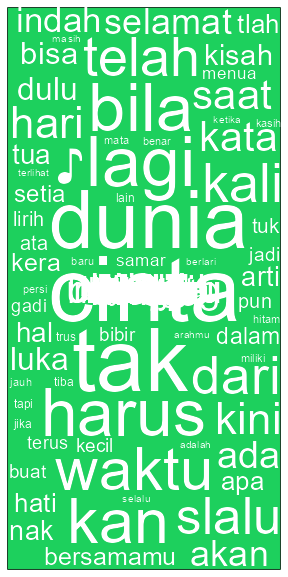 indah selamat tlah
masih
bisa telah kisah
menua
dulu bila saat
hari ketika kasih
kata
mata benar
tua ♪lagi
terlihat kali
setia lain
lirih dunia tuk
ata
kera baru samar berlari jadi
arti
persi cinta
gadi pun
hitam
hal trus bibir arahmu dalam
luka tak miliki
jauh tiba dari
tapi harus kini
jika
terus kecil adalah
buat waktu ada
apa
hati selalu
nak kan slalu
bersamamu akan